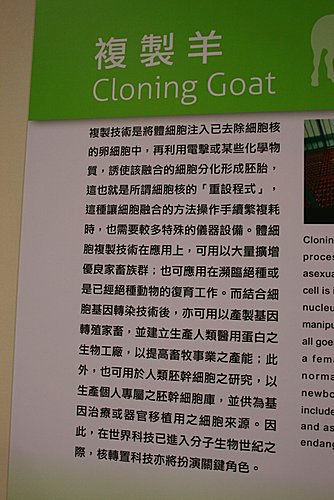 複製羊
Cloning Goat
複製技術是將體細胞注入已去除細胞核
的卵細胞中，再利用電擊或某些化學物
質，誘使該融合的細胞分化形成胚胎，
這也就是所謂細胞核的「重設程式」，
這種讓細胞融合的方法操作手續繁複耗
時，也需要較多特殊的儀器設備。體細
胞複製技術在應用上，可用以大量擴增
優良家畜族群；也可應用在瀕臨絕種或
是已經絕種動物的復育工作。而結合細
胞基因轉染技術後，亦可用以產製基因
轉殖家畜，並建立生產人類醫用蛋白之
生物工廠，以提高畜牧事業之產能；此
外，也可用於人類胚幹細胞之研究，以
生產個人專屬之胚幹細胞庫，並供為基
因治療或器官移植用之細胞來源。因
此，在世界科技已進入分子生物世紀之
際，核轉置科技亦將扮演關鍵角色。
Clonin
proces
asexua
cell is i
nucleu
manipu
all goe
a fem
norma
newbo
include
and as
endang